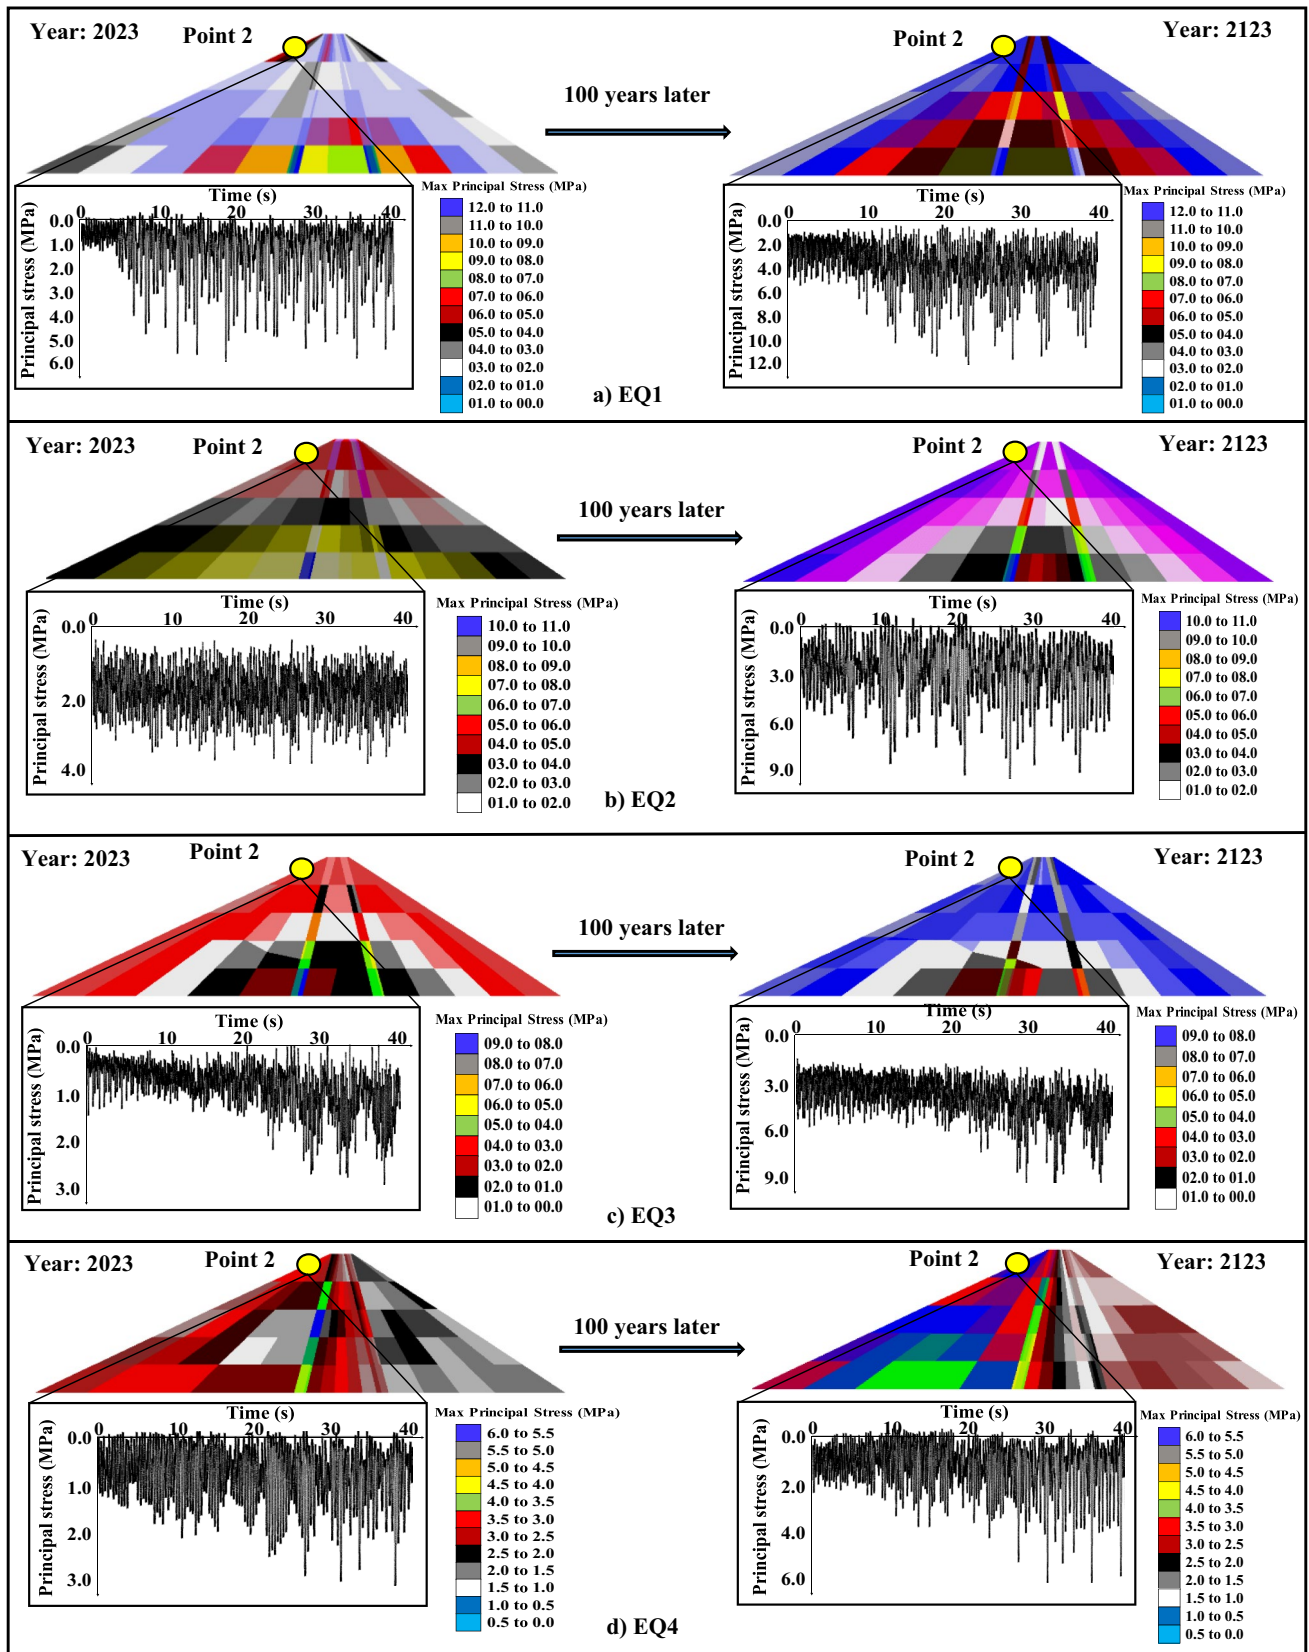 Year: 2023
Point 2
100 years later
Point 2
Year: 2123
Time (s)
0 10 20 30 40
Principal stress (MPa)
0.0
1.0
2.0
3.0
4.0
5.0
6.0
Max Principal Stress (MPa)
12.0 to 11.0
11.0 to 10.0
10.0 to 09.0
09.0 to 08.0
08.0 to 07.0
07.0 to 06.0
06.0 to 05.0
05.0 to 04.0
04.0 to 03.0
03.0 to 02.0
02.0 to 01.0
01.0 to 00.0
Time (s)
0 10 20 30 40
Principal stress (MPa)
0.0
2.0
4.0
6.0
8.0
10.0
12.0
Max Principal Stress (MPa)
12.0 to 11.0
11.0 to 10.0
10.0 to 09.0
09.0 to 08.0
08.0 to 07.0
07.0 to 06.0
06.0 to 05.0
05.0 to 04.0
04.0 to 03.0
03.0 to 02.0
02.0 to 01.0
01.0 to 00.0
a) EQ1
Year: 2023
Point 2
100 years later
Point 2
Year: 2123
Time (s)
0 10 20 30 40
Principal stress (MPa)
0.0
2.0
4.0
Max Principal Stress (MPa)
10.0 to 11.0
09.0 to 10.0
08.0 to 09.0
07.0 to 08.0
06.0 to 07.0
05.0 to 06.0
04.0 to 05.0
03.0 to 04.0
02.0 to 03.0
01.0 to 02.0
Time (s)
0 10 20 30 40
Principal stress (MPa)
0.0
3.0
6.0
9.0
Max Principal Stress (MPa)
10.0 to 11.0
09.0 to 10.0
08.0 to 09.0
07.0 to 08.0
06.0 to 07.0
05.0 to 06.0
04.0 to 05.0
03.0 to 04.0
02.0 to 03.0
01.0 to 02.0
b) EQ2
Year: 2023
Point 2
100 years later
Point 2
Year: 2123
Time (s)
0 10 20 30 40
Principal stress (MPa)
0.0
1.0
2.0
3.0
Max Principal Stress (MPa)
09.0 to 08.0
08.0 to 07.0
07.0 to 06.0
06.0 to 05.0
05.0 to 04.0
04.0 to 03.0
03.0 to 02.0
02.0 to 01.0
01.0 to 00.0
Time (s)
0 10 20 30 40
Principal stress (MPa)
0.0
3.0
6.0
9.0
Max Principal Stress (MPa)
09.0 to 08.0
08.0 to 07.0
07.0 to 06.0
06.0 to 05.0
05.0 to 04.0
04.0 to 03.0
03.0 to 02.0
02.0 to 01.0
01.0 to 00.0
c) EQ3
Year: 2023
Point 2
100 years later
Point 2
Year: 2123
Time (s)
0 10 20 30 40
Principal stress (MPa)
0.0
1.0
2.0
3.0
Max Principal Stress (MPa)
6.0 to 5.5
5.5 to 5.0
5.0 to 4.5
4.5 to 4.0
4.0 to 3.5
3.5 to 3.0
3.0 to 2.5
2.5 to 2.0
2.0 to 1.5
1.5 to 1.0
1.0 to 0.5
0.5 to 0.0
Time (s)
0 10 20 30 40
Principal stress (MPa)
0.0
2.0
4.0
6.0
Max Principal Stress (MPa)
6.0 to 5.5
5.5 to 5.0
5.0 to 4.5
4.5 to 4.0
4.0 to 3.5
3.5 to 3.0
3.0 to 2.5
2.5 to 2.0
2.0 to 1.5
1.5 to 1.0
1.0 to 0.5
0.5 to 0.0
d) EQ4